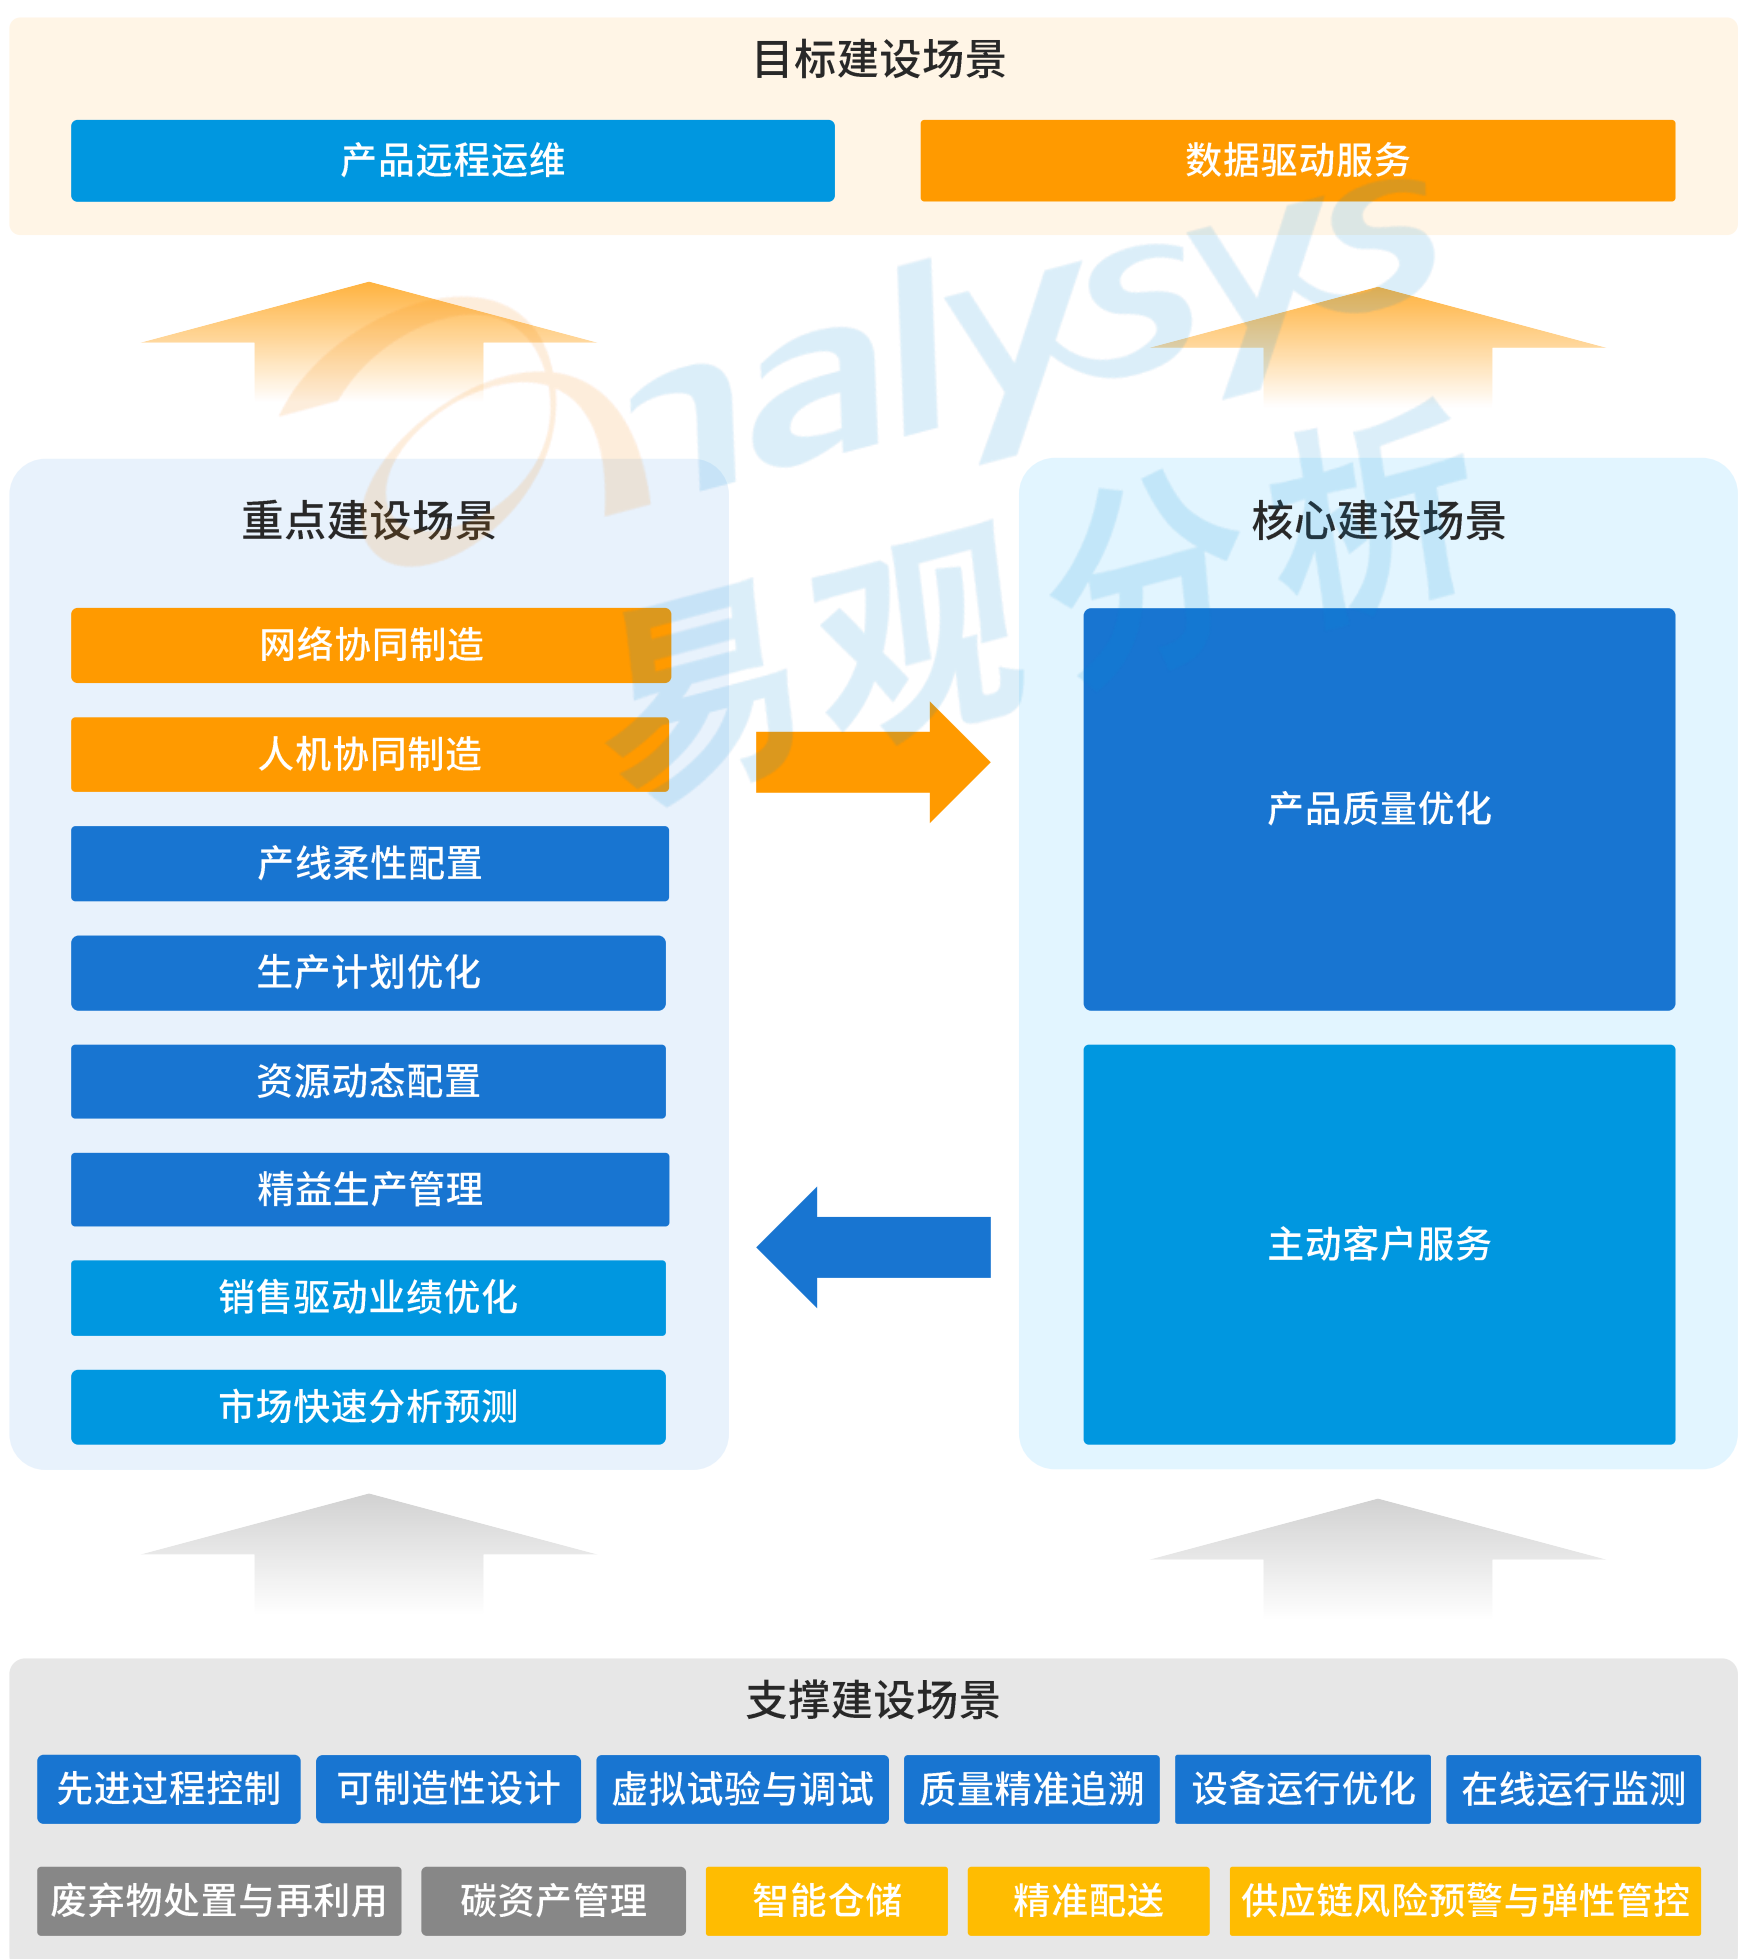 目标建设场景
产品远程运维
数据驱动服务
analysys
易观分析
重点建设场景
网络协同制造
人机协同制造
产线柔性配置
生产计划优化
资源动态配置
精益生产管理
销售驱动业绩优化
市场快速分析预测
核心建设场景
产品质量优化
主动客户服务
支撑建设场景
先进过程控制
可制造性设计
虚拟试验与调试
质量精准追溯
设备运行优化
在线运行监测
废弃物处置与再利用
碳资产管理
智能仓储
精准配送
供应链风险预警与弹性管控